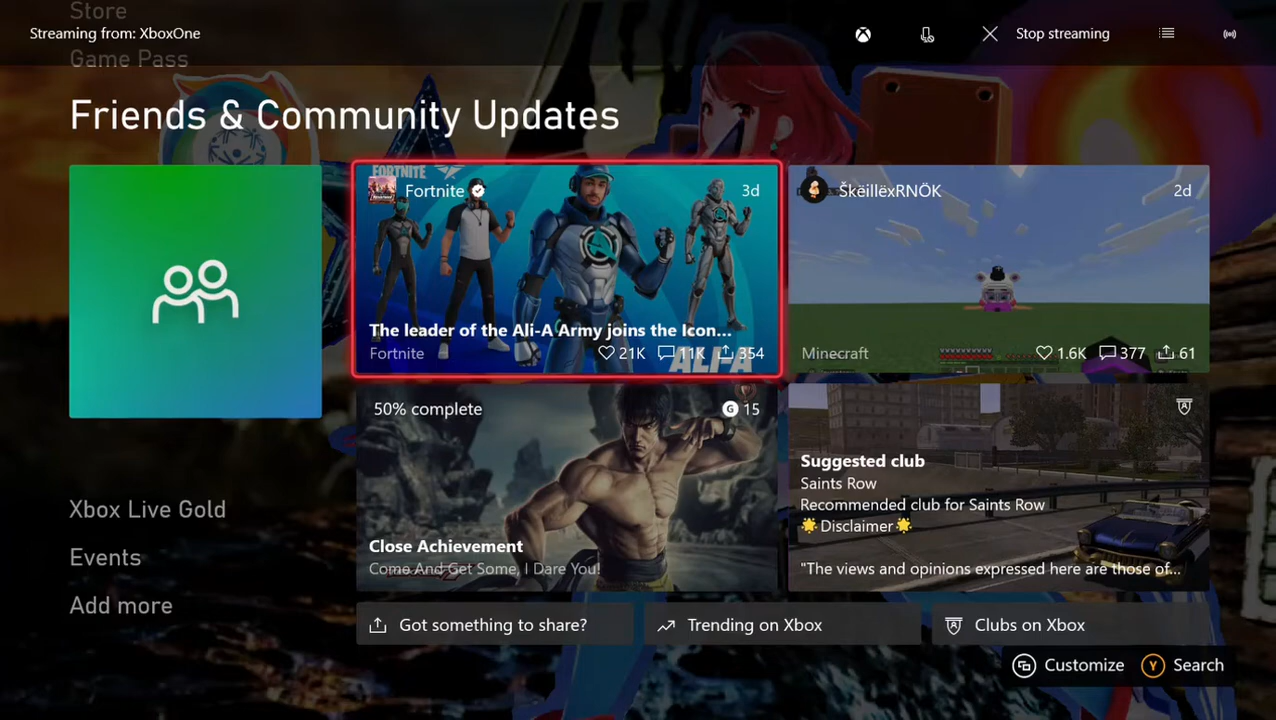 Store
Streaming from: XboxOne
Stop streaming
Game Pass
Friends & Community Updates
FORTNITE
Fortnite
3d
The leader of the Ali-A Army joins the Icon...
Fortnite
21K
11K
354
ALI-A
ŠkëillëxRNÖK
2d
Minecraft
1.6K
377
61
50% complete
G 15
Close Achievement
Come And Get Some, I Dare You!
Suggested club
Saints Row
Recommended club for Saints Row
🌟Disclaimer🌟
"The views and opinions expressed here are those of...
Xbox Live Gold
Events
Add more
Got something to share?
Trending on Xbox
Clubs on Xbox
Customize
Y Search